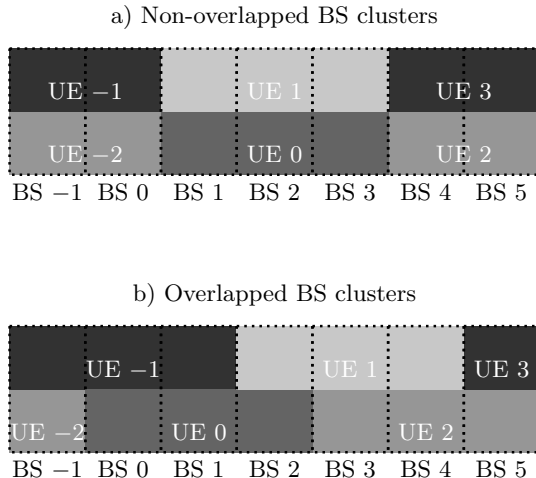 a) Non-overlapped BS clusters
UE −1 UE 1 UE 3
UE −2 UE 0 UE 2
BS −1 BS 0 BS 1 BS 2 BS 3 BS 4 BS 5
b) Overlapped BS clusters
UE −1 UE 1 UE 3
UE −2 UE 0 UE 2
BS −1 BS 0 BS 1 BS 2 BS 3 BS 4 BS 5